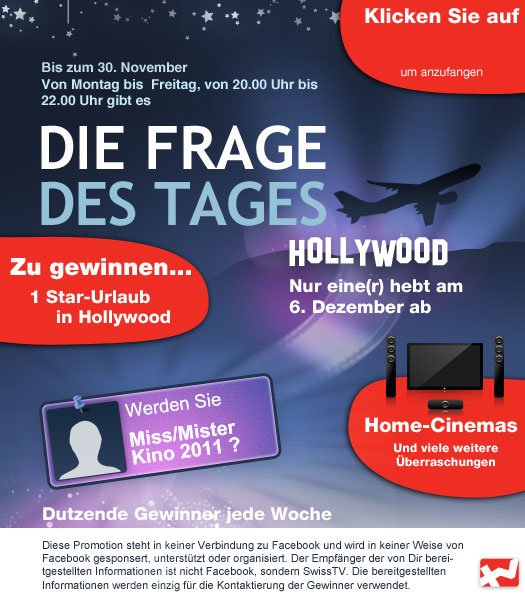 Klicken Sie auf
um anzufangen
Bis zum 30. November
Von Montag bis Freitag, von 20.00 Uhr bis
22.00 Uhr gibt es
DIE FRAGE
DES TAGES
HOLLYWOOD
Nur eine(r) hebt am
6. Dezember ab
Zu gewinnen...
1 Star-Urlaub
in Hollywood
Werden Sie
Miss/Mister
Kino 2011 ?
Home-Cinemas
Und viele weitere
Überraschungen
Dutzende Gewinner jede Woche
Diese Promotion steht in keiner Verbindung zu Facebook und wird in keiner Weise von
Facebook gesponsert, unterstützt oder organisiert. Der Empfänger der von Dir berei-
tgestellten Informationen ist nicht Facebook, sondern SwissTV. Die bereitgestellten
Informationen werden einzig für die Kontaktierung der Gewinner verwendet.